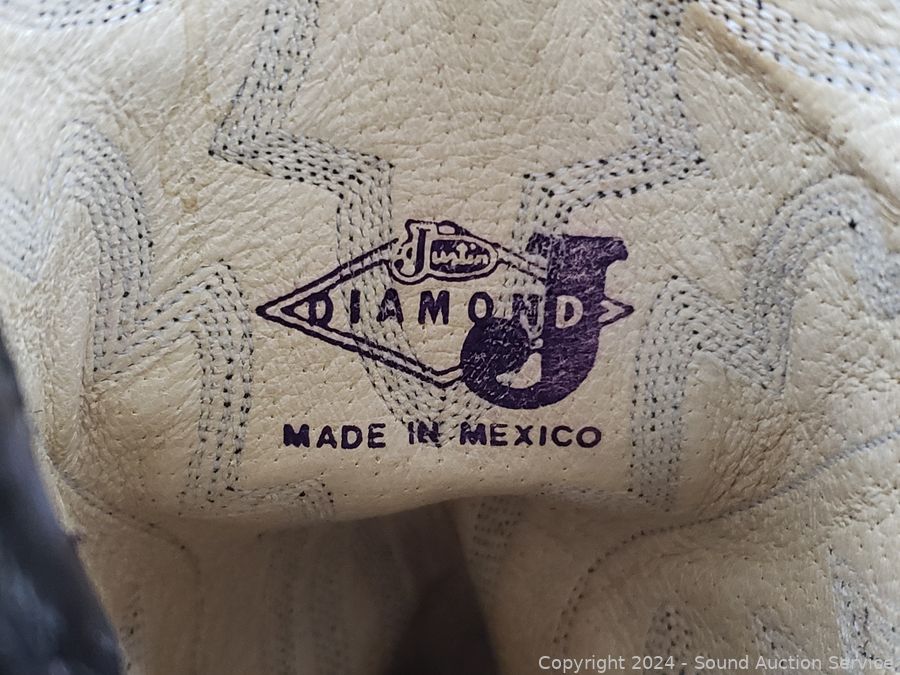 Justin
DIAMOND J
MADE IN MEXICO
Copyright 2024 - Sound Auction Service